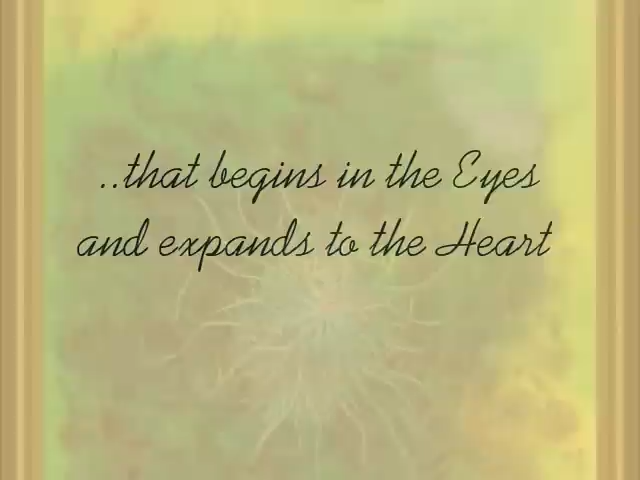 ..that begins in the Eyes
and expands to the Heart